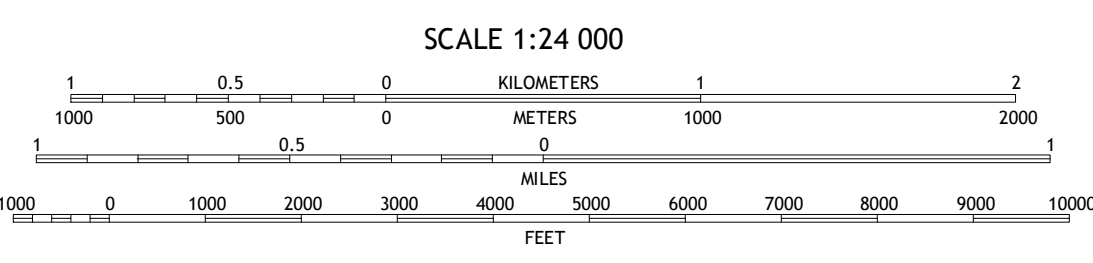 SCALE 1:24 000
1 0.5 0 KILOMETERS 1 2
1000 500 0 METERS 1000 2000
1 0.5 0 1
MILES
1000 0 1000 2000 3000 4000 5000 6000 7000 8000 9000 10000
FEET